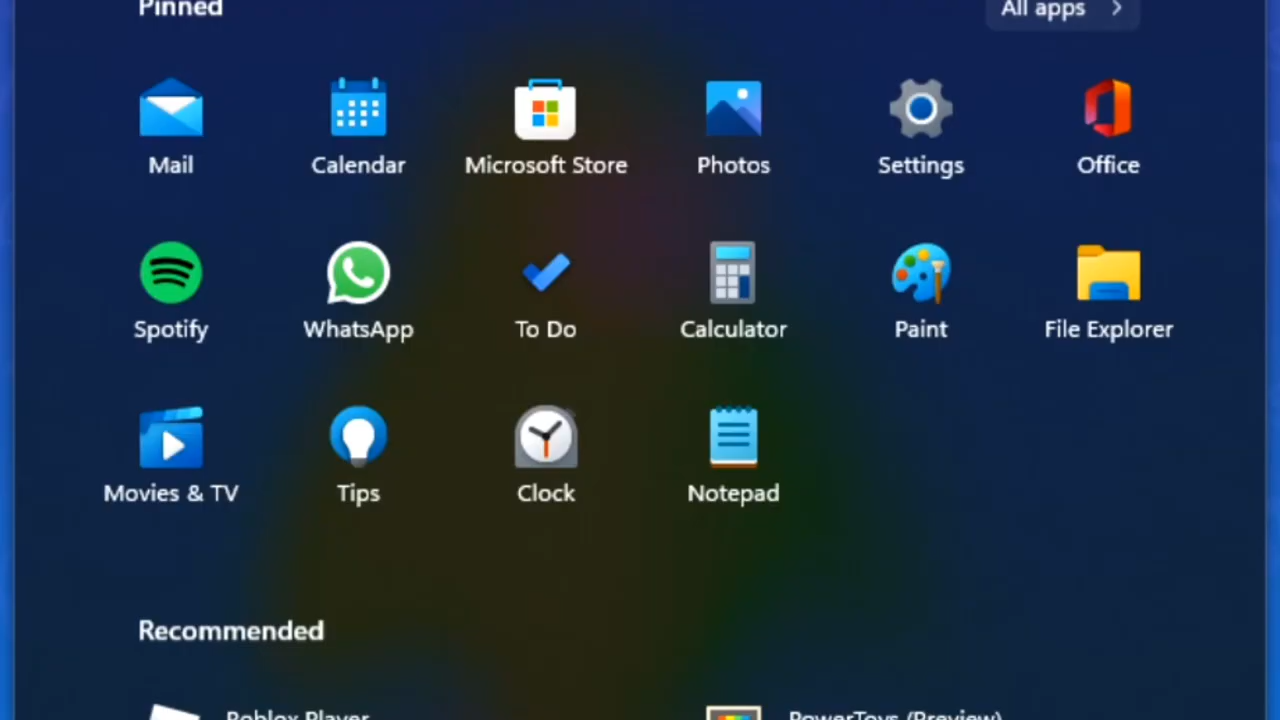 Pinned
All apps
Mail
Calendar
Microsoft Store
Photos
Settings
Office
Spotify
WhatsApp
To Do
Calculator
Paint
File Explorer
Movies & TV
Tips
Clock
Notepad
Recommended
Roblox Player
PowerToys (Preview)